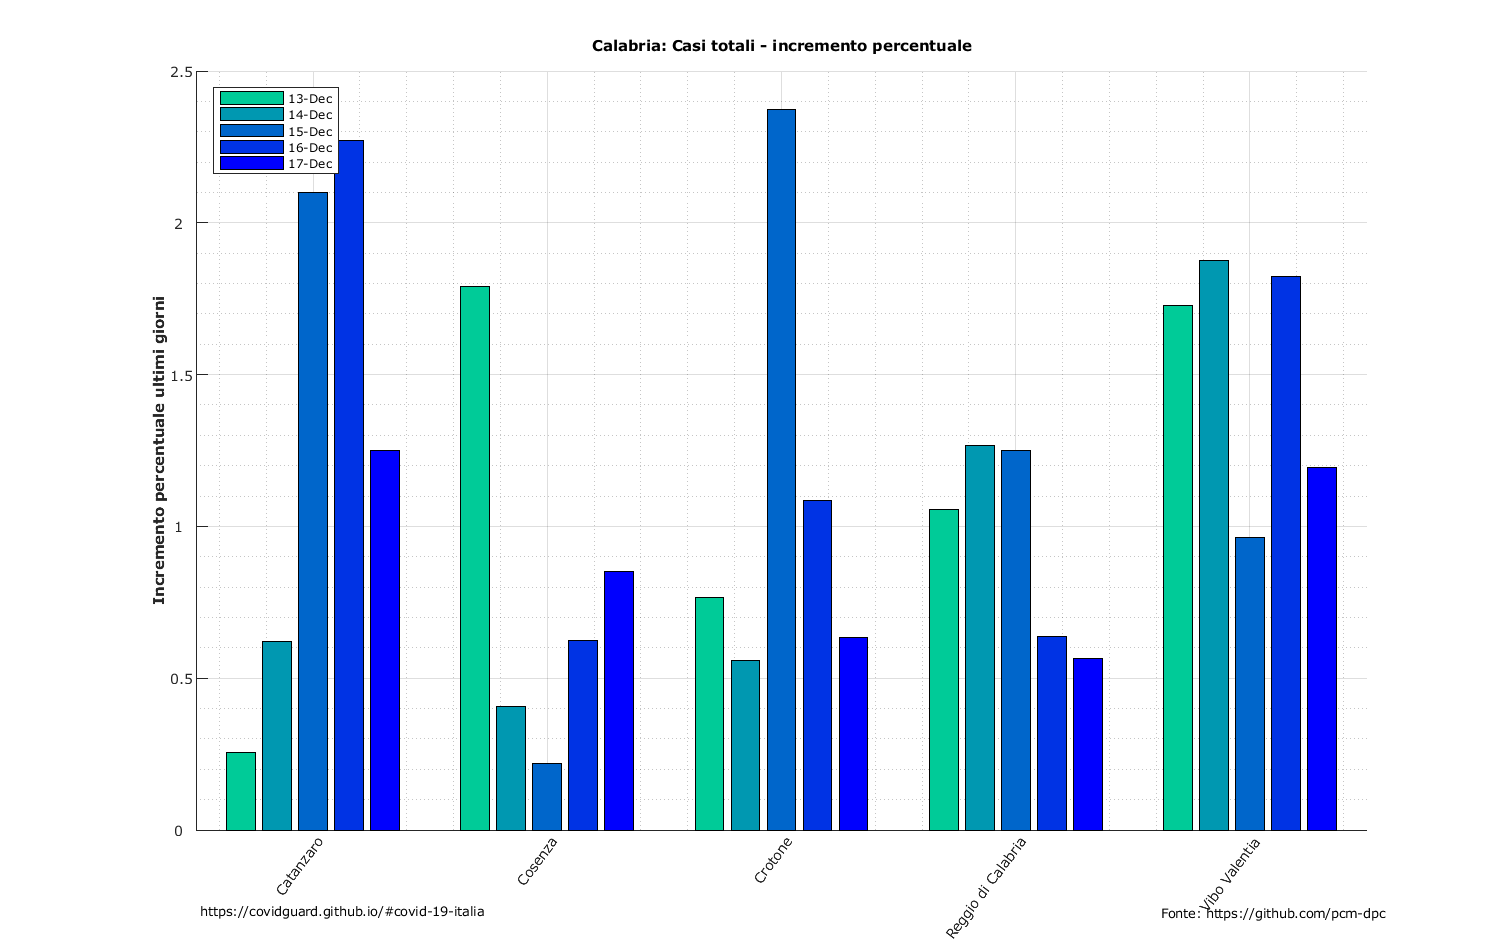 Calabria: Casi totali - incremento percentuale
Incremento percentuale ultimi giorni
2.5
2
1.5
1
0.5
0
13-Dec
14-Dec
15-Dec
16-Dec
17-Dec
Catanzaro
Cosenza
Crotone
Reggio di Calabria
Vibo Valentia
https://covidguard.github.io/#covid-19-italia
Fonte: https://github.com/pcm-dpc